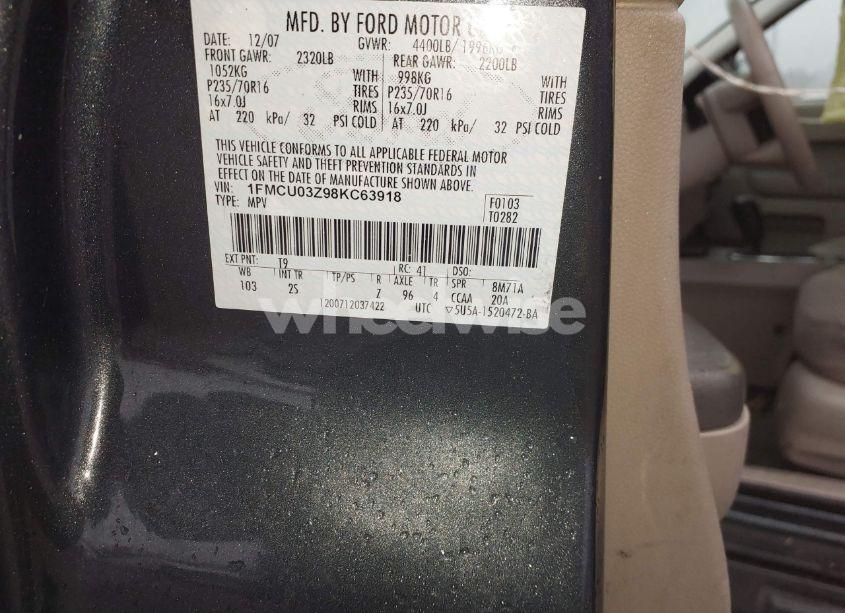 MFD. BY FORD MOTOR
DATE: 12/07 GVWR: 4400LB/ 1996KG
FRONT GAWR: 2320LB REAR GAWR: 2200LB
1052KG WITH 998KG WITH
P235/70R16 TIRES P235/70R16 TIRES
16x7.0J RIMS 16x7.0J RIMS
AT 220 kPa/ 32 PSI COLD AT 220 kPa/ 32 PSI COLD
THIS VEHICLE CONFORMS TO ALL APPLICABLE FEDERAL MOTOR
VEHICLE SAFETY AND THEFT PREVENTION STANDARDS IN
EFFECT ON THE DATE OF MANUFACTURE SHOWN ABOVE.
VIN: 1FMCU03Z98KC63918 F0103
TYPE: MPV T0282
EXT PNT: T9 RC: 41 DSO:
WB INT TR TP/PS R AXLE TR SPR 8M71A
103 2S Z 96 4 CCAA 20A
200712037422 UTC ▽5U5A-1520472-BA
wheelwise